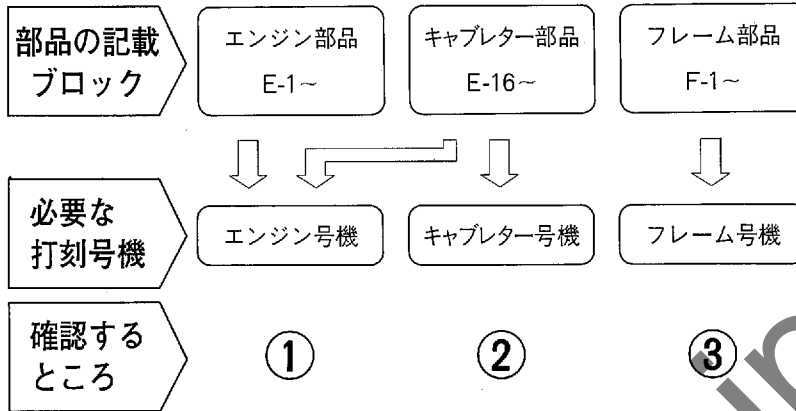 部品の記載
ブロック
エンジン部品
E-1~
キャブレター部品
E-16~
フレーム部品
F-1~
必要な
打刻号機
エンジン号機
キャブレター号機
フレーム号機
確認する
ところ
①
②
③